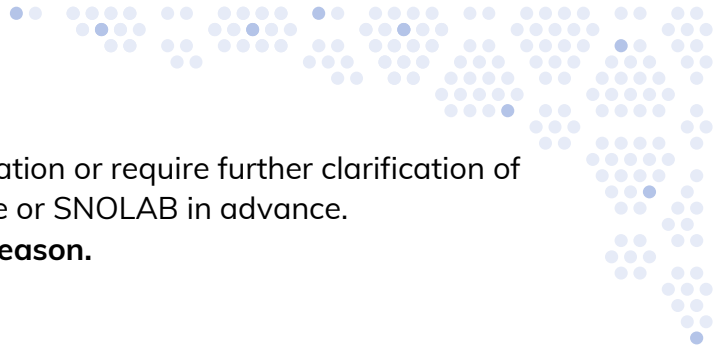 ation or require further clarification of
e or SNOLAB in advance.
eason.